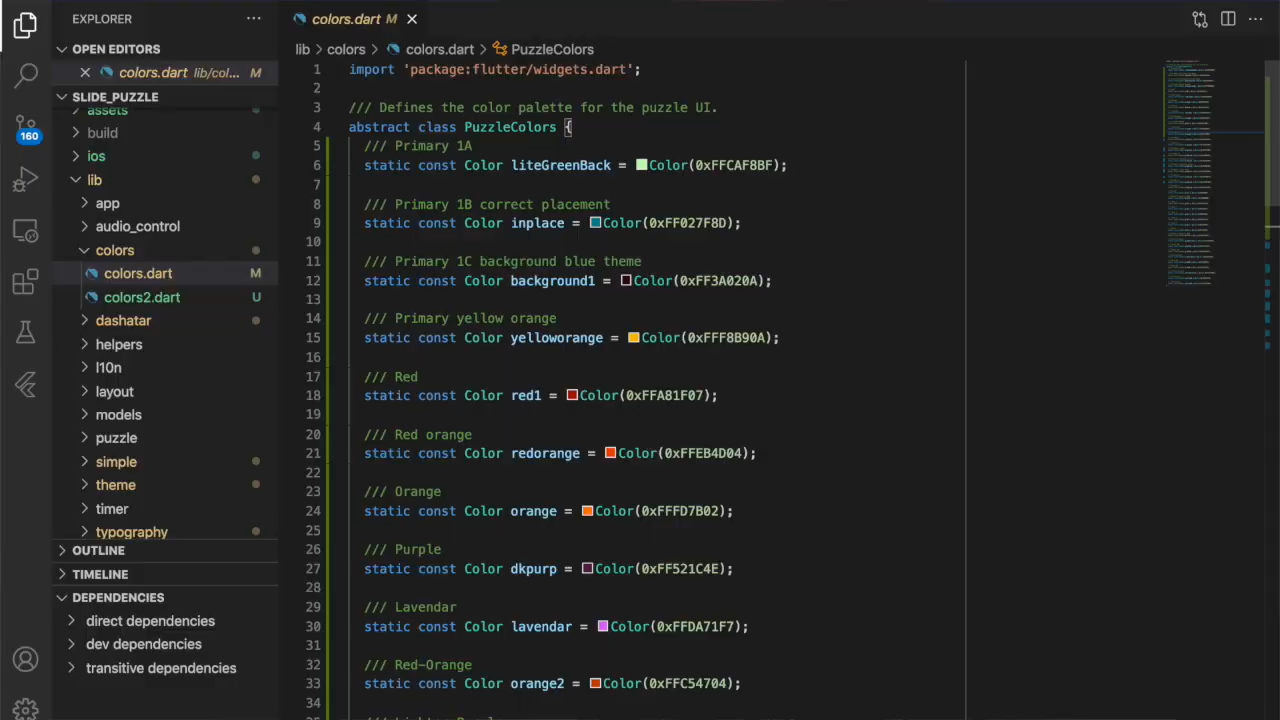 EXPLORER
OPEN EDITORS
colors.dart lib/col... M
SLIDE_PUZZLE
assets
build
ios
lib
app
audio_control
colors
colors.dart M
colors2.dart U
dashatar
helpers
l10n
layout
models
puzzle
simple
theme
timer
typography
OUTLINE
TIMELINE
DEPENDENCIES
direct dependencies
dev dependencies
transitive dependencies
160
colors.dart M
lib > colors > colors.dart > PuzzleColors
1 import 'package:flutter/widgets.dart';
2
3 /// Defines the color palette for the puzzle UI.
4 abstract class PuzzleColors {
5 /// Primary 1A
6 static const Color liteGreenBack = Color(0xFFCAF8BF);
7
8 /// Primary 1B correct placement
9 static const Color inplace = Color(0xFF027F8D);
10
11 /// Primary 1background blue theme
12 static const Color background1 = Color(0xFF3A020A);
13
14 /// Primary yellow orange
15 static const Color yelloworange = Color(0xFFF8B90A);
16
17 /// Red
18 static const Color red1 = Color(0xFFA81F07);
19
20 /// Red orange
21 static const Color redorange = Color(0xFFEB4D04);
22
23 /// Orange
24 static const Color orange = Color(0xFFFD7B02);
25
26 /// Purple
27 static const Color dkpurp = Color(0xFF521C4E);
28
29 /// Lavendar
30 static const Color lavendar = Color(0xFFDA71F7);
31
32 /// Red-Orange
33 static const Color orange2 = Color(0xFFC54704);
34